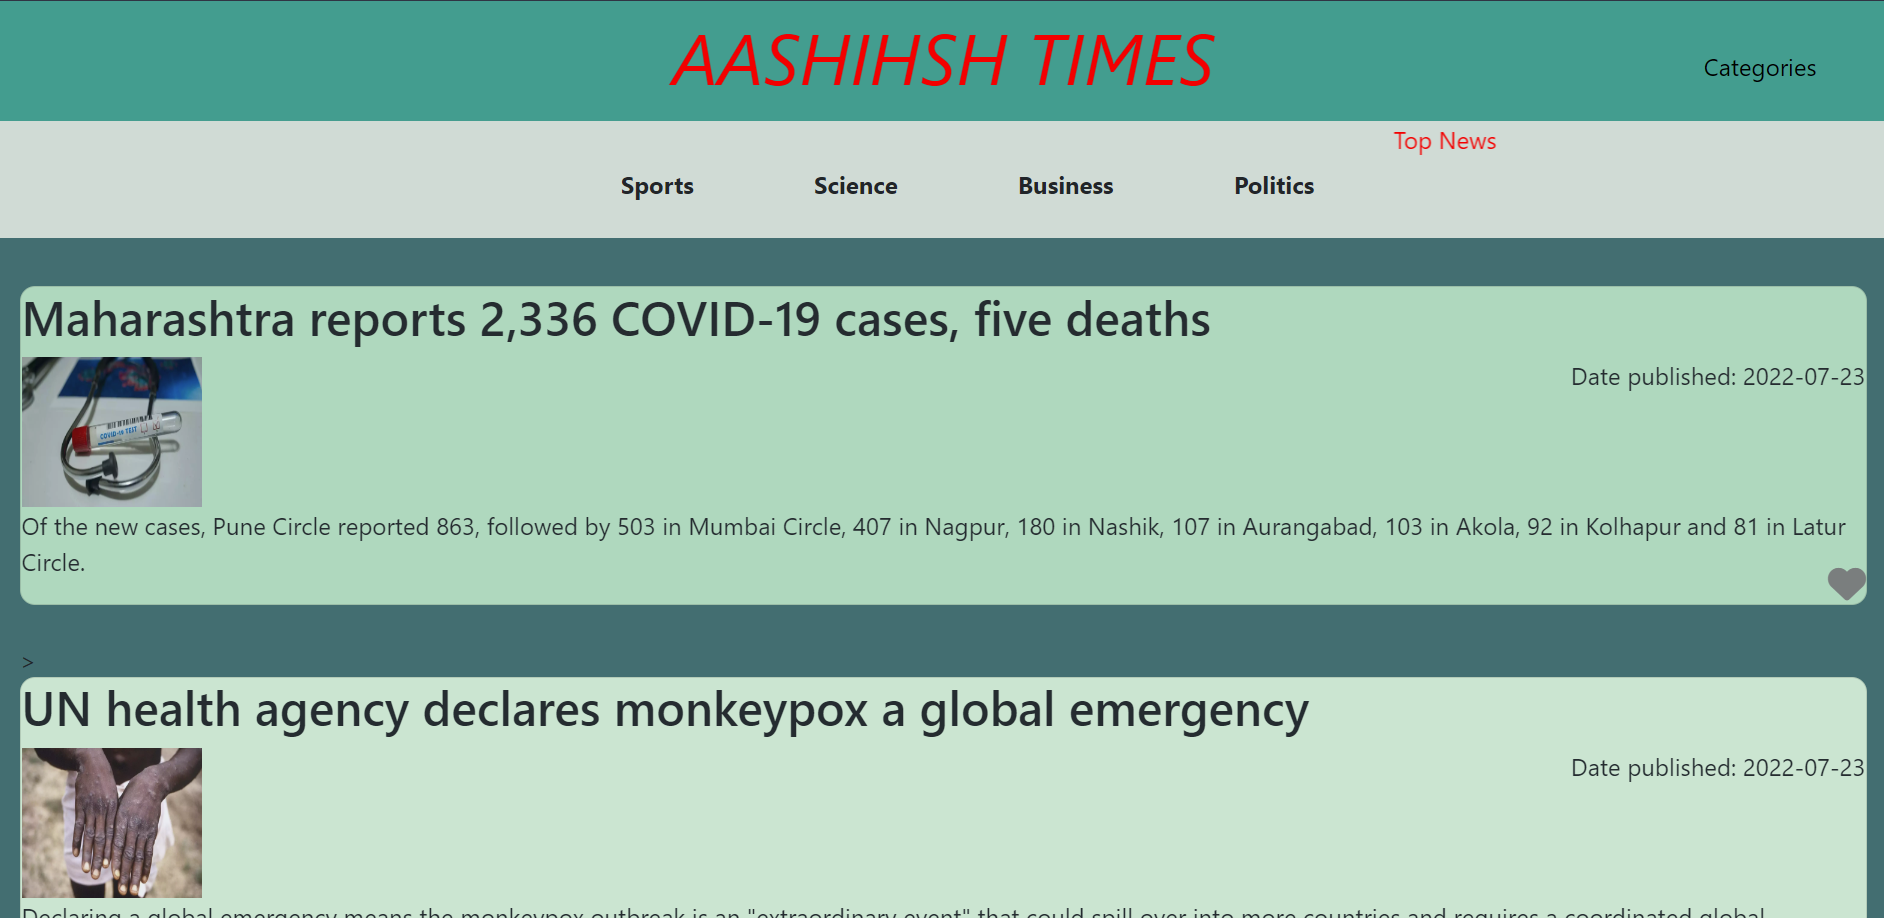 AASHIHSH TIMES
Categories
Top News
Sports Science Business Politics
Maharashtra reports 2,336 COVID-19 cases, five deaths
Date published: 2022-07-23
COVID-19 TEST
Of the new cases, Pune Circle reported 863, followed by 503 in Mumbai Circle, 407 in Nagpur, 180 in Nashik, 107 in Aurangabad, 103 in Akola, 92 in Kolhapur and 81 in Latur
Circle.
>
UN health agency declares monkeypox a global emergency
Date published: 2022-07-23
Declaring a global emergency means the monkeypox outbreak is an "extraordinary event" that could spill over into more countries and requires a coordinated global